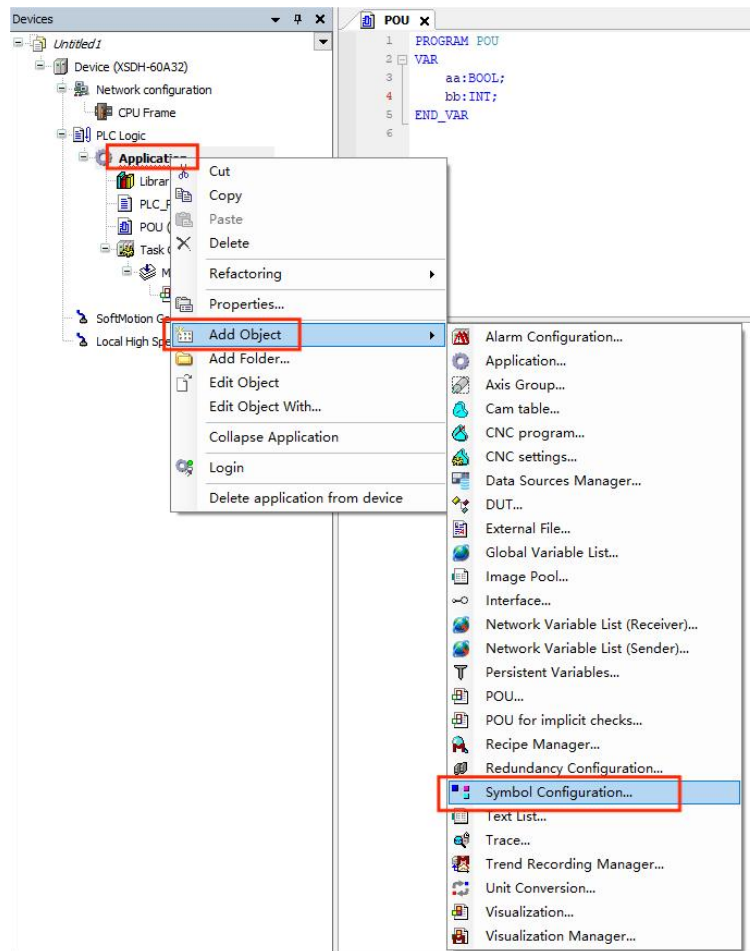 Devices
Untitled1
Device (XSDH-60A32)
Network configuration
CPU Frame
PLC Logic
Application
Librar
PLC_P
POU (
Task C
M
SoftMotion Ge
Local High Spe
POU
1 PROGRAM POU
2 VAR
3 aa:BOOL;
4 bb:INT;
5 END_VAR
6
Cut
Copy
Paste
Delete
Refactoring
Properties...
Add Object
Add Folder...
Edit Object
Edit Object With...
Collapse Application
Login
Delete application from device
Alarm Configuration...
Application...
Axis Group...
Cam table...
CNC program...
CNC settings...
Data Sources Manager...
DUT...
External File...
Global Variable List...
Image Pool...
Interface...
Network Variable List (Receiver)...
Network Variable List (Sender)...
Persistent Variables...
POU...
POU for implicit checks...
Recipe Manager...
Redundancy Configuration...
Symbol Configuration...
Text List...
Trace...
Trend Recording Manager...
Unit Conversion...
Visualization...
Visualization Manager...